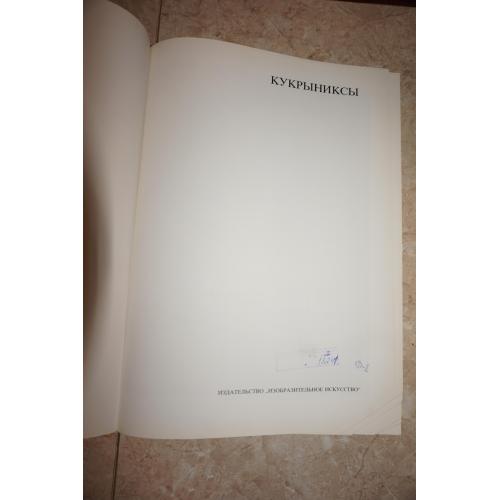 КУКРЫНИКСЫ
ИЗДАТЕЛЬСТВО „ИЗОБРАЗИТЕЛЬНОЕ ИСКУССТВО"